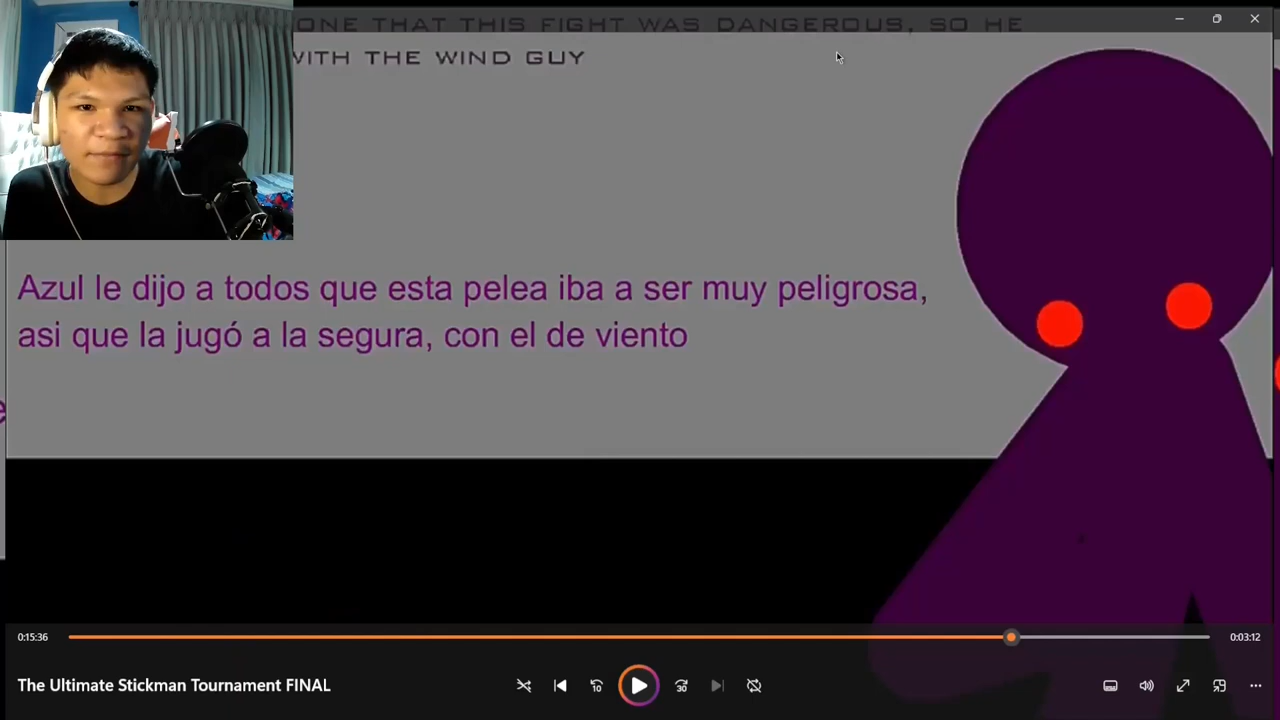 ONE THAT THIS FIGHT WAS DANGEROUS, SO HE
WITH THE WIND GUY
Azul le dijo a todos que esta pelea iba a ser muy peligrosa,
asi que la jugó a la segura, con el de viento
0:15:36
0:03:12
The Ultimate Stickman Tournament FINAL
10
30